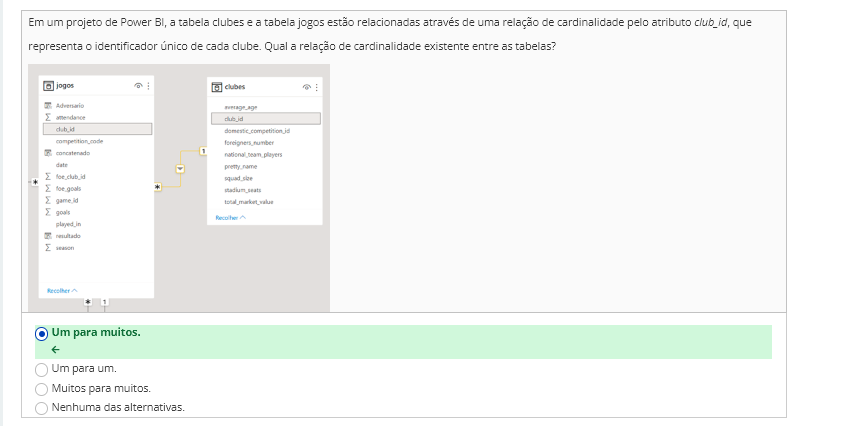 Em um projeto de Power BI, a tabela clubes e a tabela jogos estão relacionadas através de uma relação de cardinalidade pelo atributo club_id, que
representa o identificador único de cada clube. Qual a relação de cardinalidade existente entre as tabelas?
jogos
Adversario
Σ attendance
club_id
competition_code
concatenado
date
Σ foe_club_id
Σ foe_goals
Σ game_id
Σ goals
played_in
resultado
Σ season
Recolher
*
*
1
*
1
clubes
average_age
club_id
domestic_competition_id
foreigners_number
national_team_players
pretty_name
squad_size
stadium_seats
total_market_value
Recolher
Um para muitos.
←
Um para um.
Muitos para muitos.
Nenhuma das alternativas.